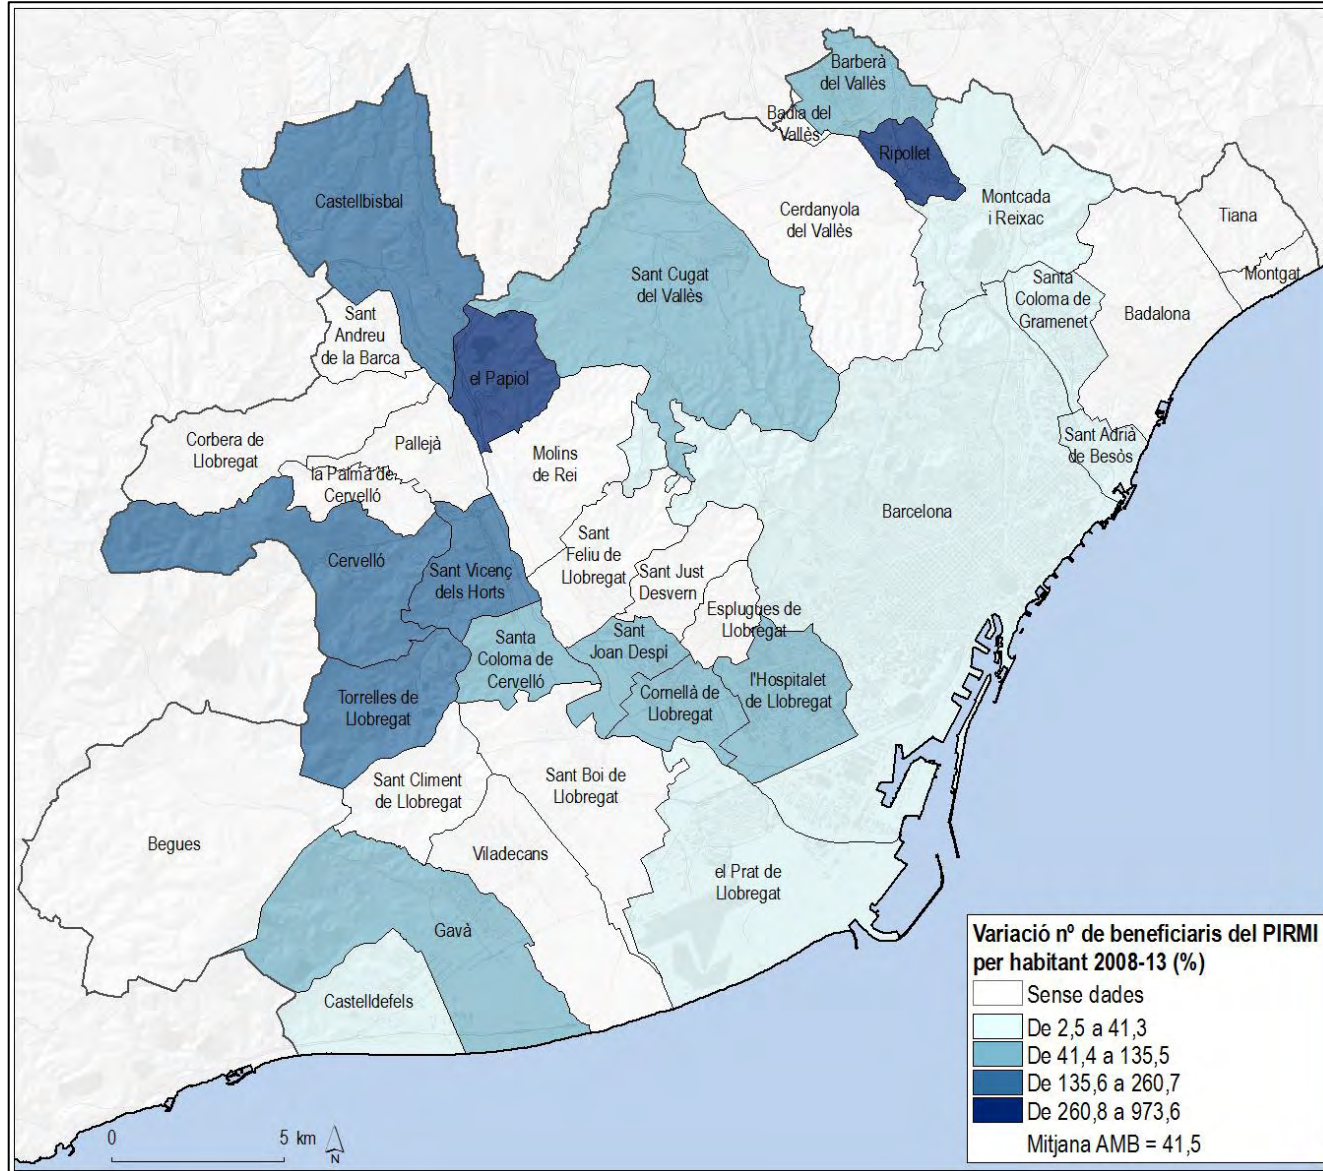 Barberà
del Vallès
Badia del
Vallès
Ripollet
Castellbisbal
Cerdanyola
del Vallès
Montcada
i Reixac
Tiana
Montgat
Sant Cugat
del Vallès
Santa
Coloma de
Gramenet
Badalona
Sant
Andreu
de la Barca
el Papiol
Corbera de
Llobregat
Pallejà
la Palma de
Cervelló
Molins
de Rei
Sant Adrià
de Besòs
Barcelona
Cervelló
Sant Vicenç
dels Horts
Sant
Feliu de
Llobregat
Sant Just
Desvern
Esplugues de
Llobregat
Santa
Coloma de
Cervelló
Sant
Joan Despí
Torrelles de
Llobregat
Cornellà de
Llobregat
l'Hospitalet
de Llobregat
Sant Climent
de Llobregat
Sant Boi de
Llobregat
Begues
Viladecans
el Prat de
Llobregat
Gavà
Castelldefels
Variació nº de beneficiaris del PIRMI
per habitant 2008-13 (%)
Sense dades
De 2,5 a 41,3
De 41,4 a 135,5
De 135,6 a 260,7
De 260,8 a 973,6
Mitjana AMB = 41,5
0 5 km
N